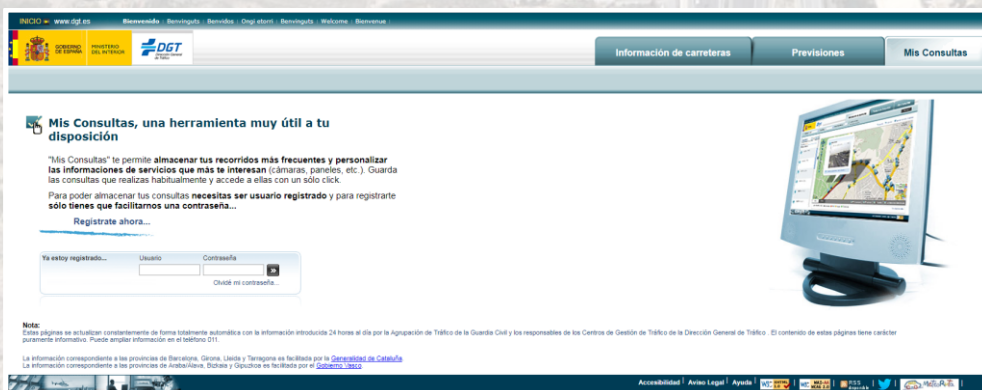 INICIO www.dgt.es Bienvenido | Benvinguts | Benvidos | Ongi etorri | Benvinguts | Welcome | Bienvenue |
GOBIERNO DE ESPAÑA
MINISTERIO DEL INTERIOR
DGT
Dirección General de Tráfico
Información de carreteras
Previsiones
Mis Consultas
Mis Consultas, una herramienta muy útil a tu
disposición
"Mis Consultas" te permite almacenar tus recorridos más frecuentes y personalizar
las informaciones de servicios que más te interesan (cámaras, paneles, etc.). Guarda
las consultas que realizas habitualmente y accede a ellas con un sólo click.
Para poder almacenar tus consultas necesitas ser usuario registrado y para registrarte
sólo tienes que facilitarnos una contraseña...
Registrate ahora...
Ya estoy registrado... Usuario Contraseña
Olvidé mi contraseña...
Nota:
Estas páginas se actualizan constantemente de forma totalmente automática con la información introducida 24 horas al día por la Agrupación de Tráfico de la Guardia Civil y los responsables de los Centros de Gestión de Tráfico de la Dirección General de Tráfico . El contenido de estas páginas tiene carácter
puramente informativo. Puede ampliar información en el teléfono 011.
La información correspondiente a las provincias de Barcelona, Girona, Lleida y Tarragona es facilitada por la Generalidad de Cataluña.
La información correspondiente a las provincias de Araba/Álava, Bizkaia y Gipuzkoa es facilitada por el Gobierno Vasco.
Accesibilidad | Aviso Legal | Ayuda | RSS